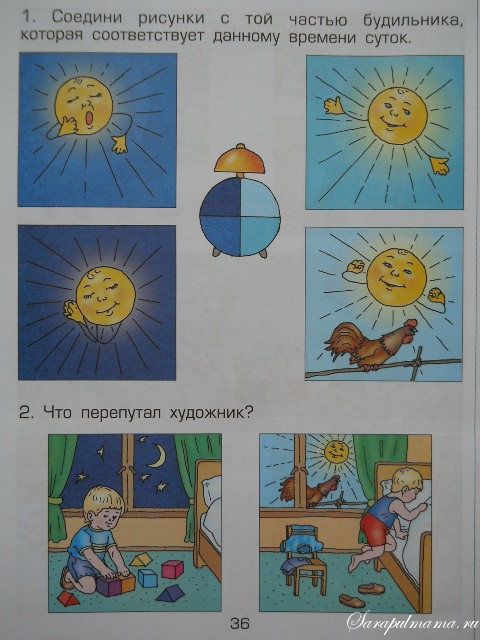 1. Соедини рисунки с той частью будильника,
которая соответствует данному времени суток.
2. Что перепутал художник?
36
Sarapulmama.ru